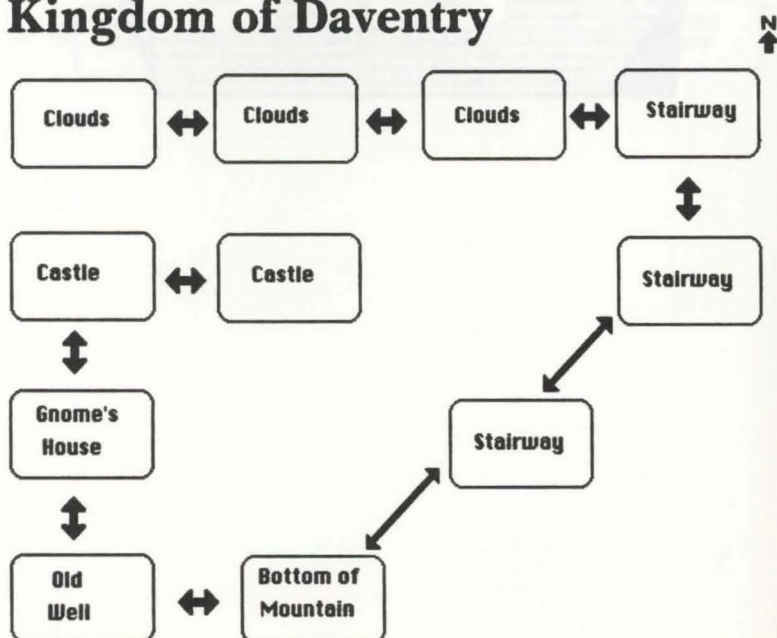 Kingdom of Daventry
N
Clouds
Clouds
Clouds
Stairway
Castle
Castle
Stairway
Gnome's
House
Stairway
Old
Well
Bottom of
Mountain